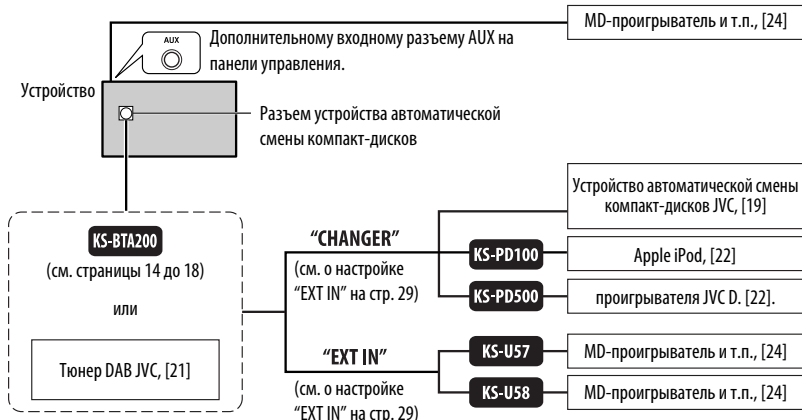 MD-проигрыватель и т.п., [24]
AUX
Дополнительному входному разъему AUX на
панели управления.
Устройство
Разъем устройства автоматической
смены компакт-дисков
KS-BTA200
(см. страницы 14 до 18)
или
Тюнер DAB JVC, [21]
“CHANGER”
(см. о настройке
“EXT IN” на стр. 29)
Устройство автоматической смены
компакт-дисков JVC, [19]
KS-PD100
Apple iPod, [22]
KS-PD500
проигрывателя JVC D. [22].
“EXT IN”
(см. о настройке
“EXT IN” на стр. 29)
KS-U57
MD-проигрыватель и т.п., [24]
KS-U58
MD-проигрыватель и т.п., [24]